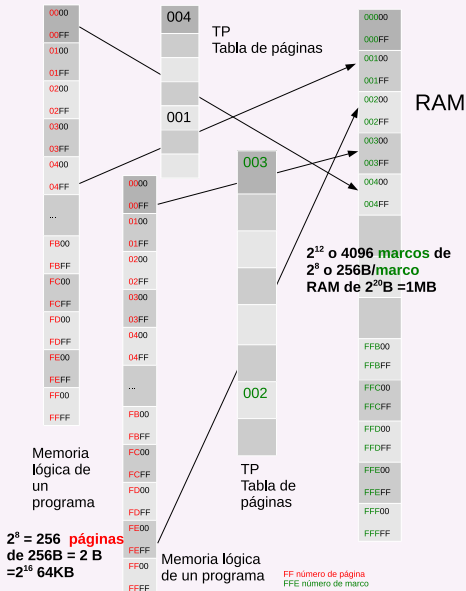 0000
00FF
0100
01FF
0200
02FF
0300
03FF
0400
04FF
...
FB00
FBFF
FC00
FCFF
FD00
FDFF
FE00
FEFF
FF00
FFFF
Memoria
lógica de
un
programa
2⁸ = 256 páginas
de 256B = 2 B
=2¹⁶ 64KB
004
001
TP
Tabla de páginas
0000
00FF
0100
01FF
0200
02FF
0300
03FF
0400
04FF
...
FB00
FBFF
FC00
FCFF
FD00
FDFF
FE00
FEFF
FF00
FFFF
Memoria lógica
de un programa
003
002
TP
Tabla de
páginas
00000
000FF
00100
001FF
00200
002FF
00300
003FF
00400
004FF
FFB00
FFBFF
FFC00
FFCFF
FFD00
FFDFF
FFE00
FFEFF
FFF00
FFFFF
RAM
2¹² o 4096 marcos de
2⁸ o 256B/marco
RAM de 2²⁰B =1MB
FF número de página
FFE número de marco